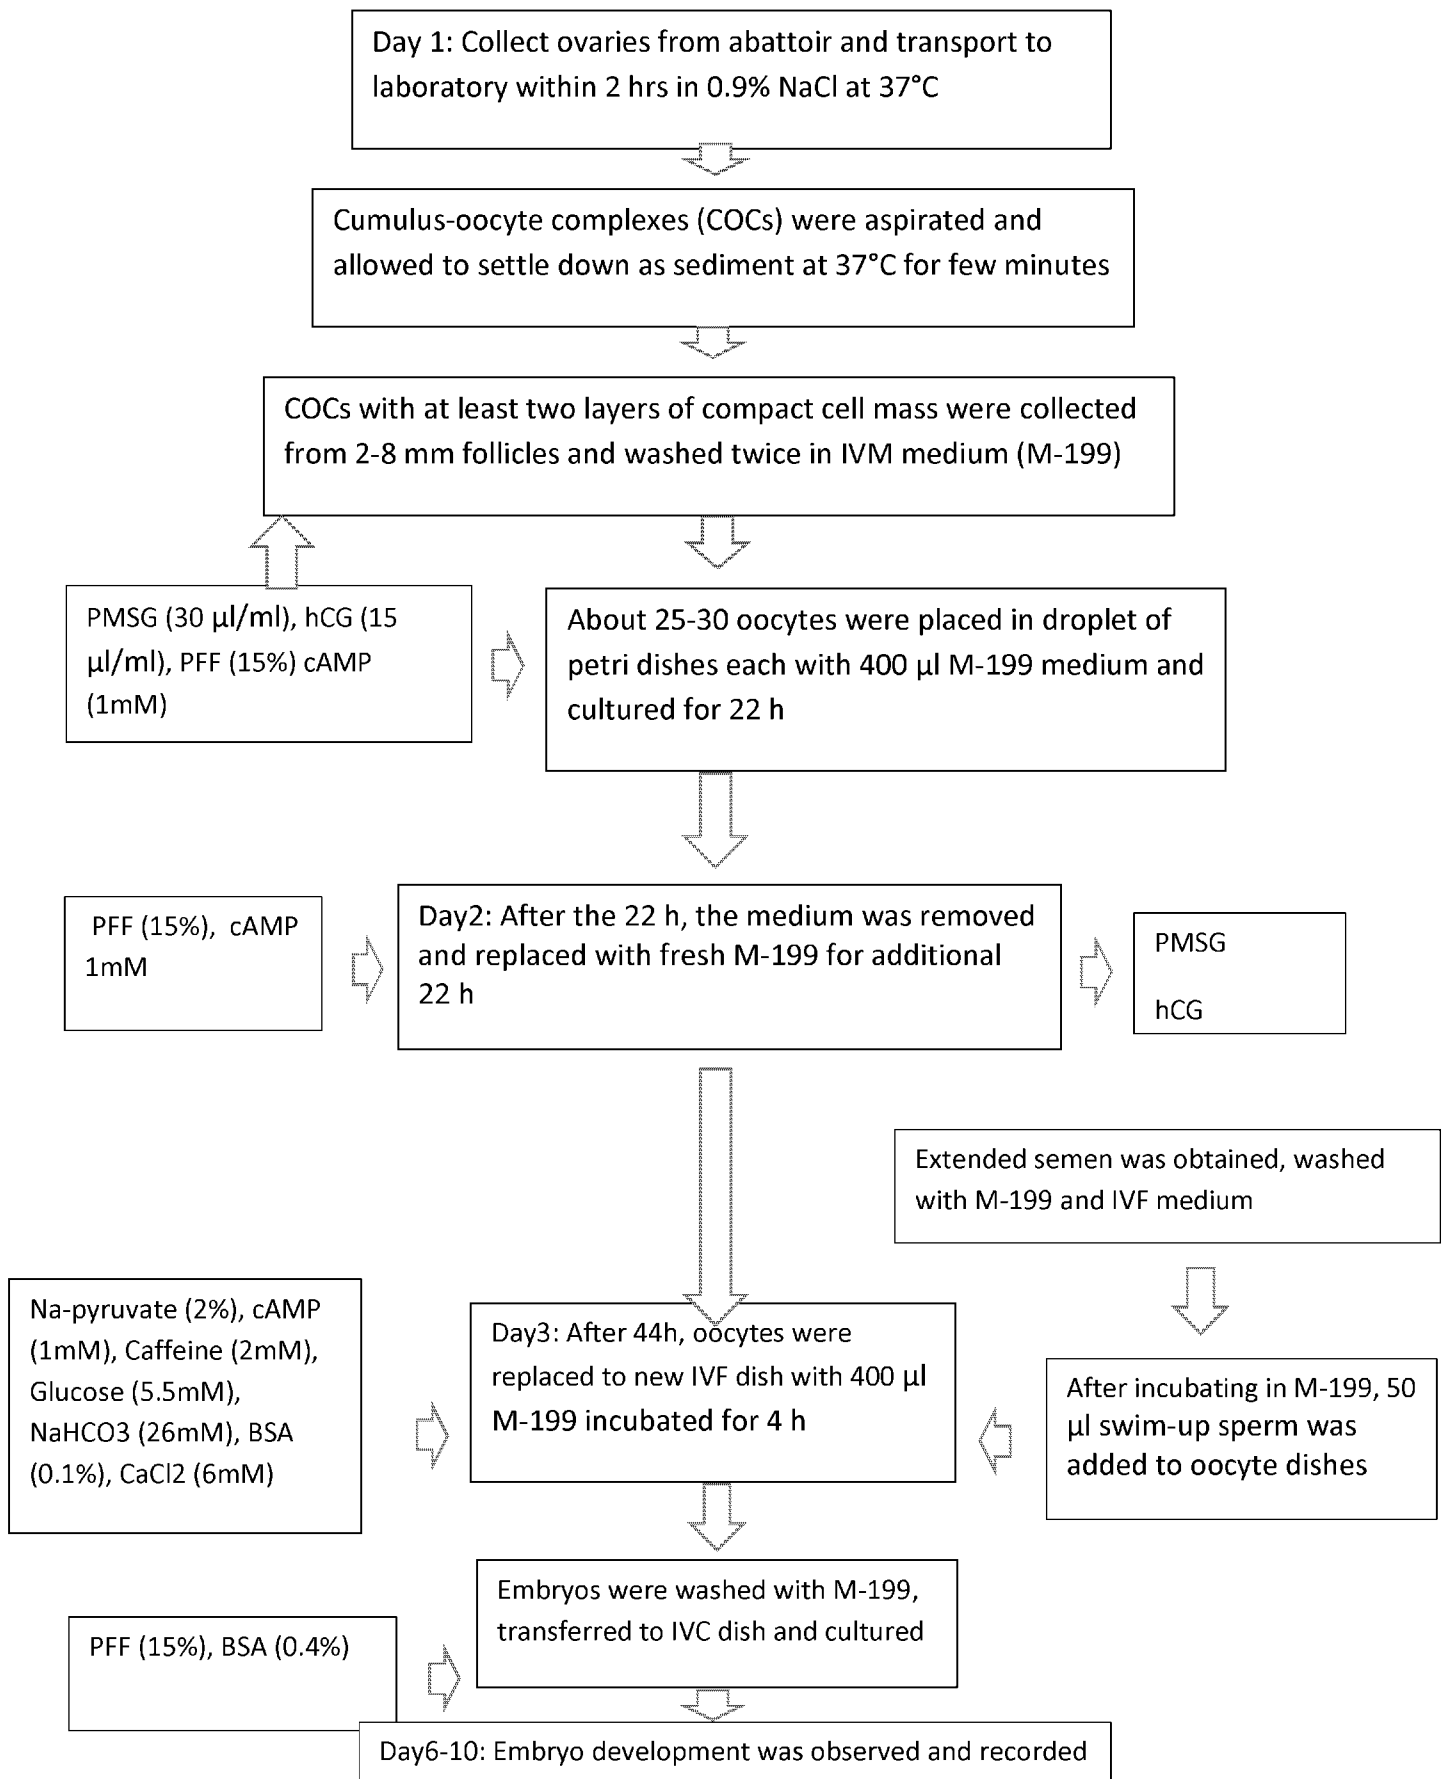 Day 1: Collect ovaries from abattoir and transport to
laboratory within 2 hrs in 0.9% NaCl at 37°C
Cumulus-oocyte complexes (COCs) were aspirated and
allowed to settle down as sediment at 37°C for few minutes
COCs with at least two layers of compact cell mass were collected
from 2-8 mm follicles and washed twice in IVM medium (M-199)
PMSG (30 µl/ml), hCG (15
µl/ml), PFF (15%) cAMP
(1mM)
About 25-30 oocytes were placed in droplet of
petri dishes each with 400 µl M-199 medium and
cultured for 22 h
PFF (15%), cAMP
1mM
Day2: After the 22 h, the medium was removed
and replaced with fresh M-199 for additional
22 h
PMSG
hCG
Extended semen was obtained, washed
with M-199 and IVF medium
Na-pyruvate (2%), cAMP
(1mM), Caffeine (2mM),
Glucose (5.5mM),
NaHCO3 (26mM), BSA
(0.1%), CaCl2 (6mM)
Day3: After 44h, oocytes were
replaced to new IVF dish with 400 µl
M-199 incubated for 4 h
After incubating in M-199, 50
µl swim-up sperm was
added to oocyte dishes
Embryos were washed with M-199,
transferred to IVC dish and cultured
PFF (15%), BSA (0.4%)
Day6-10: Embryo development was observed and recorded